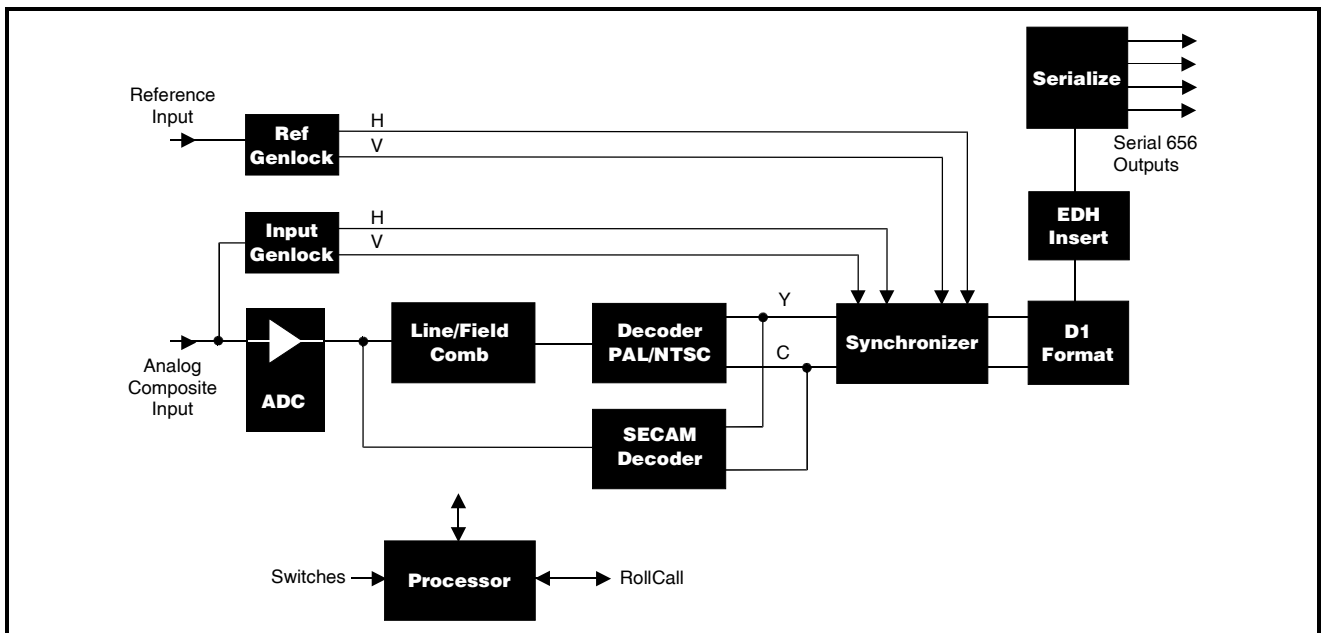 Serialize
Serial 656
Outputs
Reference
Input
Ref
Genlock
H
V
EDH
Insert
Input
Genlock
H
V
Analog
Composite
Input
ADC
Line/Field
Comb
Decoder
PAL/NTSC
Y
C
Synchronizer
D1
Format
SECAM
Decoder
Switches
Processor
RollCall